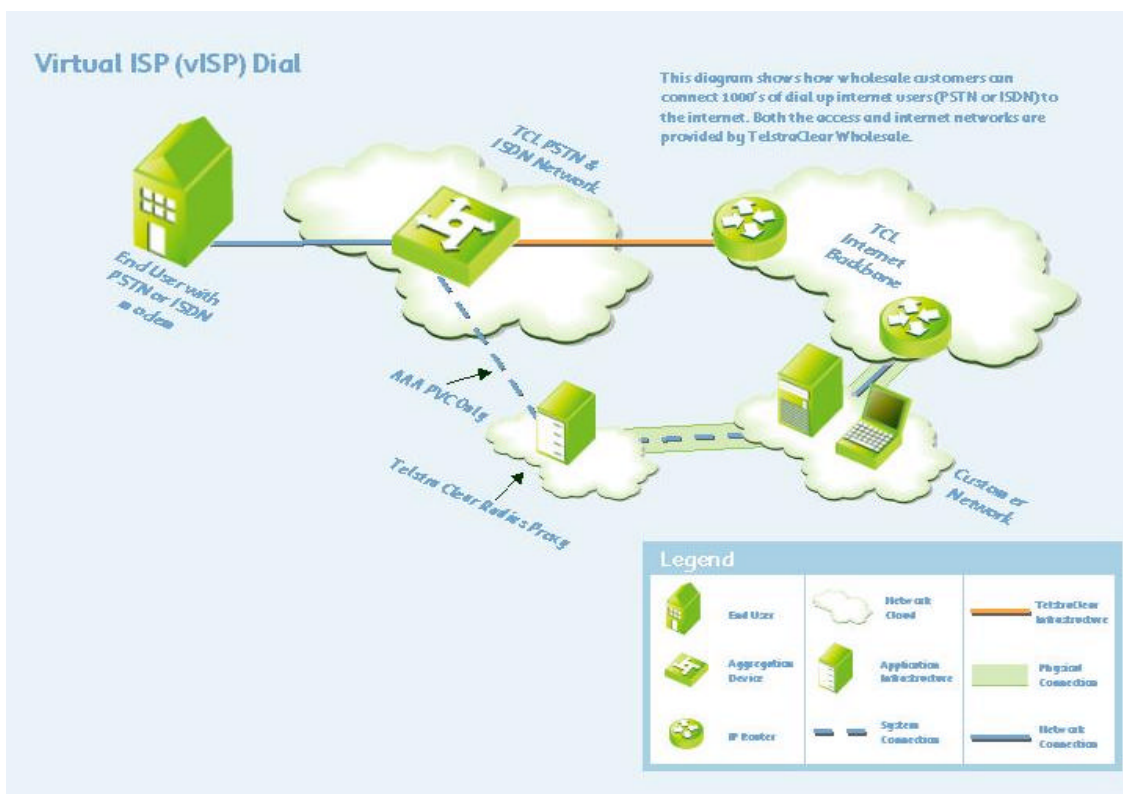 Virtual ISP (vISP) Dial
This diagram shows how wholesale customers can
connect 1000's of dial up internet users (PSTN or ISDN) to
the internet. Both the access and internet networks are
provided by TelstraClear Wholesale.
TCL PSTN &
ISDN Network
TCL
Internet
Backbone
End User with
PSTN or ISDN
modem
AAA PVC Only
Telstra Clear Radius Proxy
Customer
Network
Legend
End User
Network
Cloud
TelstraClear
Infrastructure
Aggregation
Device
Application
Infrastructure
Physical
Connection
IP Router
System
Connection
Network
Connection